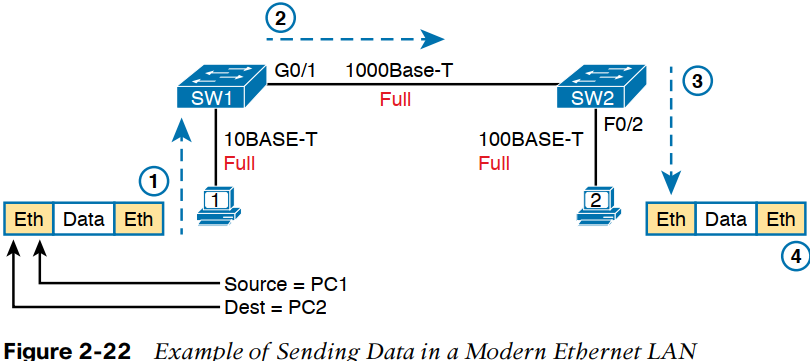 2
G0/1 1000Base-T
3
SW1 Full SW2
F0/2
10BASE-T 100BASE-T
Full Full
1
1 2
Eth Data Eth Eth Data Eth
4
Source = PC1
Dest = PC2
Figure 2-22 Example of Sending Data in a Modern Ethernet LAN